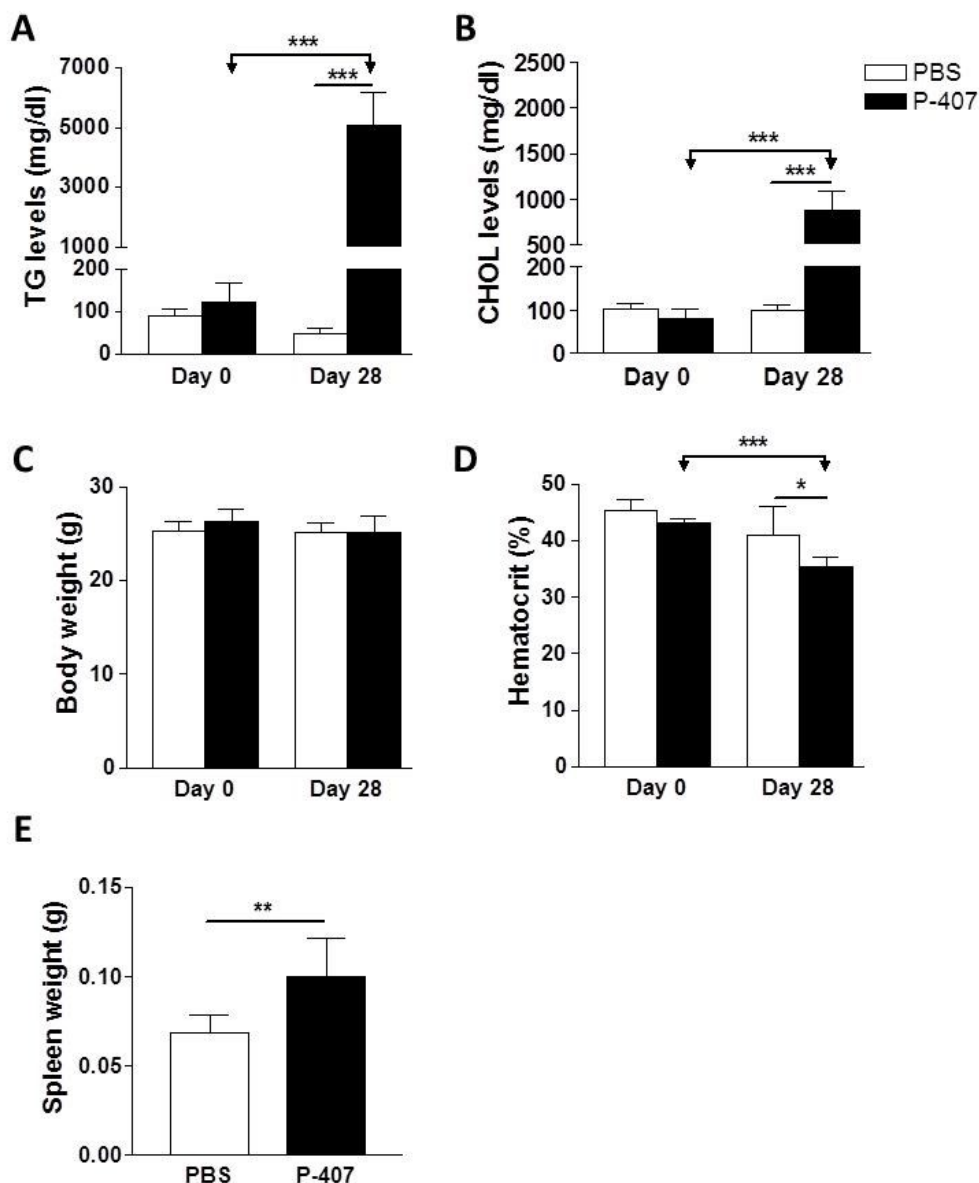 A
TG levels (mg/dl)
7000
5000
3000
1000
200
100
0
***
***
Day 0
Day 28
B
CHOL levels (mg/dl)
2500
2000
1500
1000
500
200
100
0
***
***
Day 0
Day 28
PBS
P-407
C
Body weight (g)
30
20
10
0
Day 0
Day 28
D
Hematocrit (%)
50
40
30
20
10
0
***
*
Day 0
Day 28
E
Spleen weight (g)
0.15
0.10
0.05
0.00
**
PBS
P-407